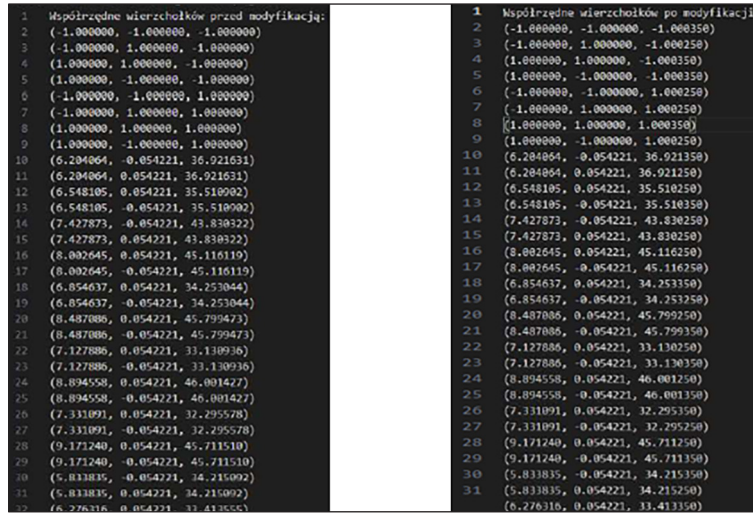 1 Współrzędne wierzchołków przed modyfikacją:
2 (-1.000000, -1.000000, -1.000000)
3 (-1.000000, 1.000000, -1.000000)
4 (1.000000, 1.000000, -1.000000)
5 (1.000000, -1.000000, -1.000000)
6 (-1.000000, -1.000000, 1.000000)
7 (-1.000000, 1.000000, 1.000000)
8 (1.000000, 1.000000, 1.000000)
9 (1.000000, -1.000000, 1.000000)
10 (6.204064, -0.054221, 36.921631)
11 (6.204064, 0.054221, 36.921631)
12 (6.548105, 0.054221, 35.510902)
13 (6.548105, -0.054221, 35.510902)
14 (7.427873, -0.054221, 43.830322)
15 (7.427873, 0.054221, 43.830322)
16 (8.002645, 0.054221, 45.116119)
17 (8.002645, -0.054221, 45.116119)
18 (6.854637, 0.054221, 34.253044)
19 (6.854637, -0.054221, 34.253044)
20 (8.487086, 0.054221, 45.799473)
21 (8.487086, -0.054221, 45.799473)
22 (7.127886, 0.054221, 33.130936)
23 (7.127886, -0.054221, 33.130936)
24 (8.894558, 0.054221, 46.001427)
25 (8.894558, -0.054221, 46.001427)
26 (7.331091, 0.054221, 32.295578)
27 (7.331091, -0.054221, 32.295578)
28 (9.171240, 0.054221, 45.711510)
29 (9.171240, -0.054221, 45.711510)
30 (5.833835, -0.054221, 34.215092)
31 (5.833835, 0.054221, 34.215092)
32 (6.276316, 0.054221, 33.413555)
1 Współrzędne wierzchołków po modyfikacji
2 (-1.000000, -1.000000, -1.000350)
3 (-1.000000, 1.000000, -1.000250)
4 (1.000000, 1.000000, -1.000350)
5 (1.000000, -1.000000, -1.000350)
6 (-1.000000, -1.000000, 1.000250)
7 (-1.000000, 1.000000, 1.000250)
8 (1.000000, 1.000000, 1.000350)
9 (1.000000, -1.000000, 1.000250)
10 (6.204064, -0.054221, 36.921350)
11 (6.204064, 0.054221, 36.921250)
12 (6.548105, 0.054221, 35.510250)
13 (6.548105, -0.054221, 35.510350)
14 (7.427873, -0.054221, 43.830250)
15 (7.427873, 0.054221, 43.830250)
16 (8.002645, 0.054221, 45.116250)
17 (8.002645, -0.054221, 45.116250)
18 (6.854637, 0.054221, 34.253350)
19 (6.854637, -0.054221, 34.253250)
20 (8.487086, 0.054221, 45.799250)
21 (8.487086, -0.054221, 45.799350)
22 (7.127886, 0.054221, 33.130250)
23 (7.127886, -0.054221, 33.130350)
24 (8.894558, 0.054221, 46.001250)
25 (8.894558, -0.054221, 46.001350)
26 (7.331091, 0.054221, 32.295350)
27 (7.331091, -0.054221, 32.295250)
28 (9.171240, 0.054221, 45.711250)
29 (9.171240, -0.054221, 45.711350)
30 (5.833835, -0.054221, 34.215350)
31 (5.833835, 0.054221, 34.215250)
(6.276316, 0.054221, 33.413350)